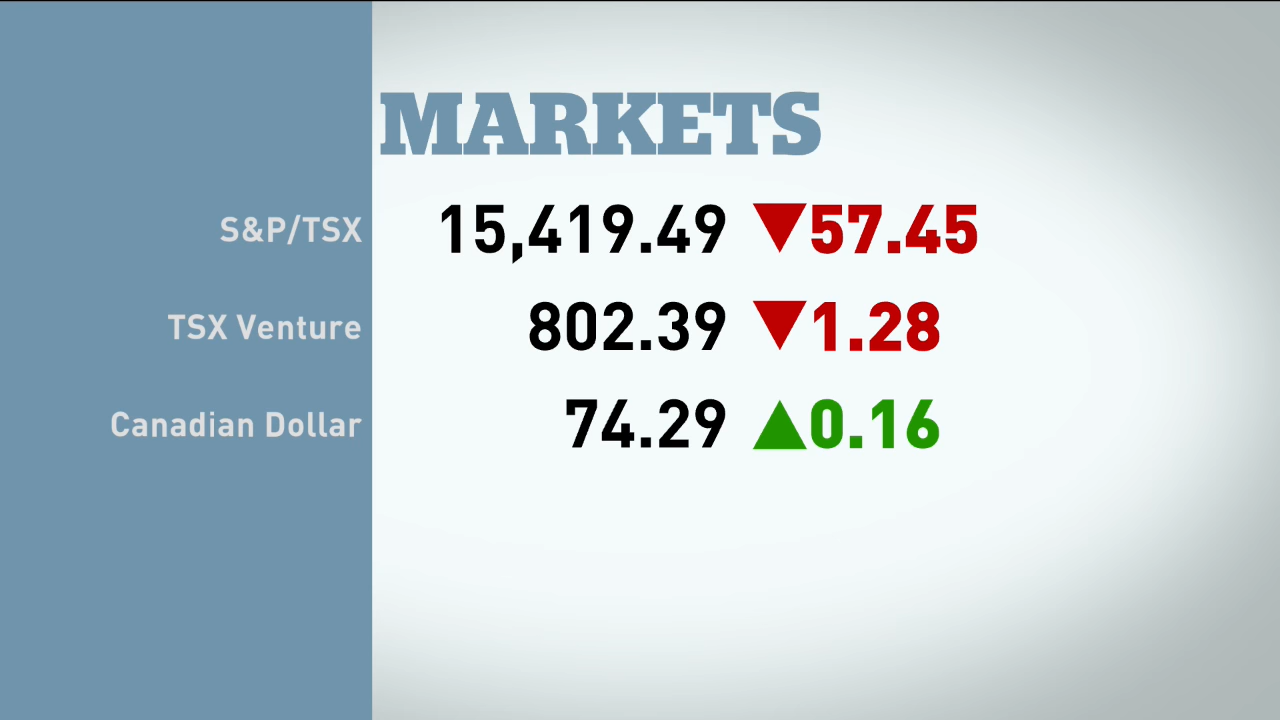 MARKETS
S&P/TSX 15,419.49 ▼57.45
TSX Venture 802.39 ▼1.28
Canadian Dollar 74.29 ▲0.16